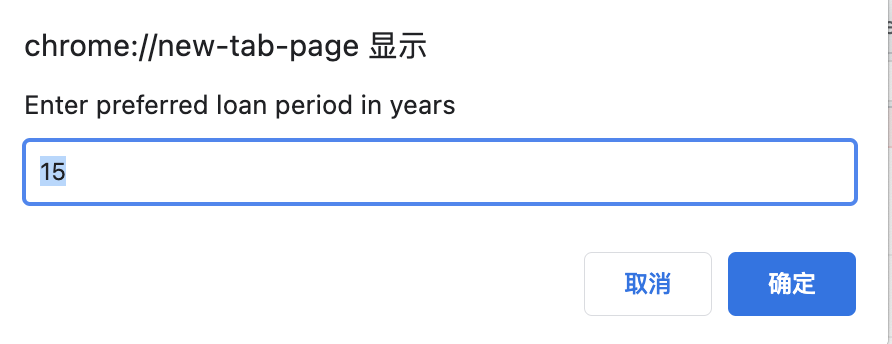 chrome://new-tab-page 显示
Enter preferred loan period in years
15
取消
确定